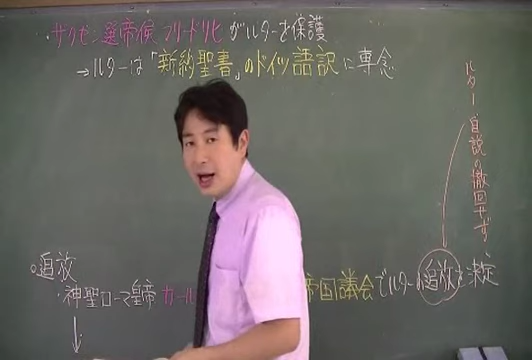 ・サクゼン選帝侯フリードリヒがルターを保護
→ルターは「新約聖書」のドイツ語訳に専念
ルター、自説の撤回せず
○追放
・神聖ローマ皇帝カール
帝国議会でルターの追放を決定